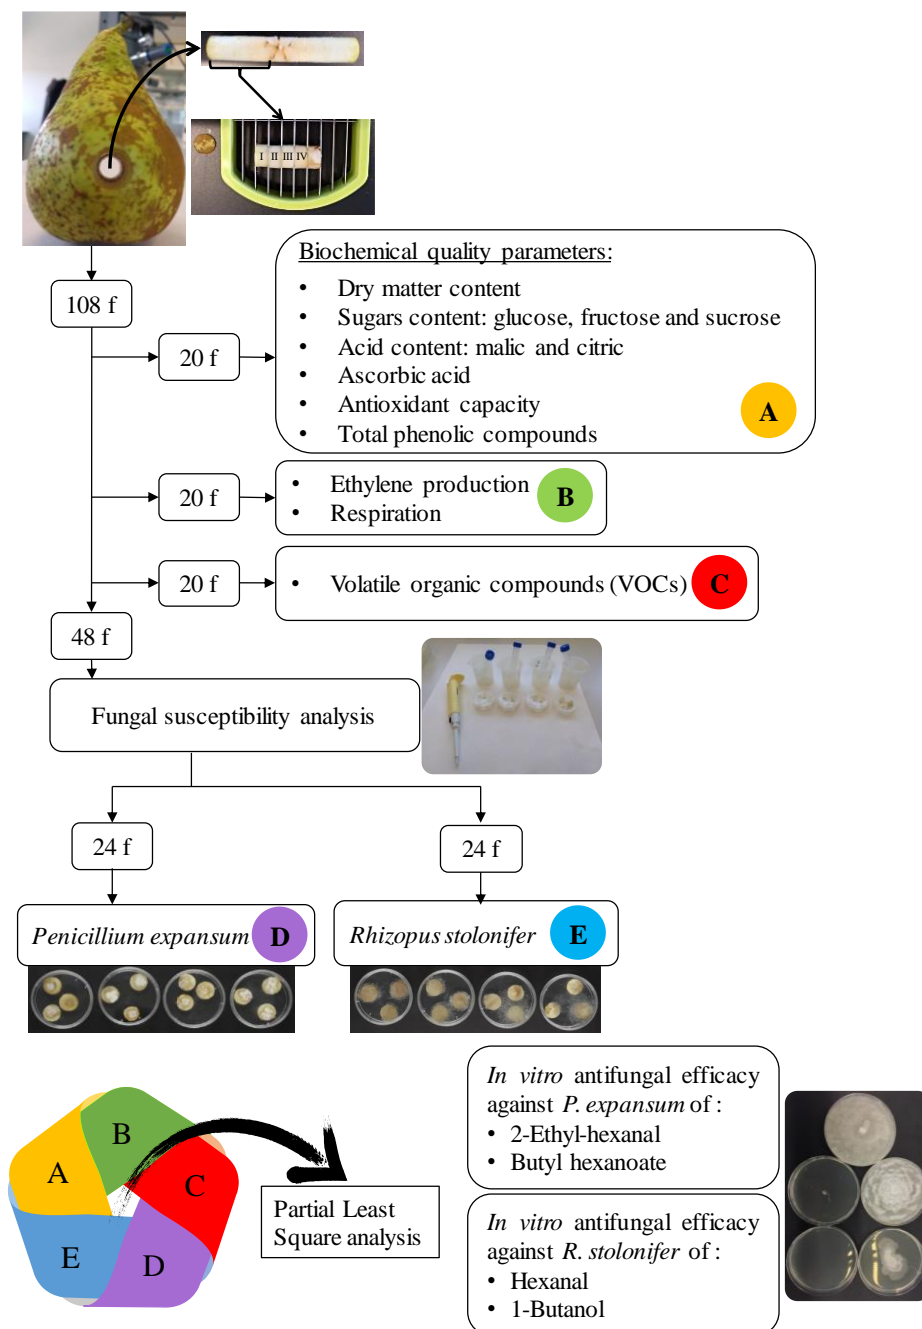 I II III IV
Biochemical quality parameters:
• Dry matter content
• Sugars content: glucose, fructose and sucrose
• Acid content: malic and citric
• Ascorbic acid
• Antioxidant capacity
• Total phenolic compounds
A
108 f
20 f
20 f
• Ethylene production
• Respiration
B
20 f
• Volatile organic compounds (VOCs)
C
48 f
Fungal susceptibility analysis
24 f
24 f
Penicillium expansum
D
Rhizopus stolonifer
E
B
A
C
E
D
Partial Least
Square analysis
In vitro antifungal efficacy
against P. expansum of :
• 2-Ethyl-hexanal
• Butyl hexanoate
In vitro antifungal efficacy
against R. stolonifer of :
• Hexanal
• 1-Butanol